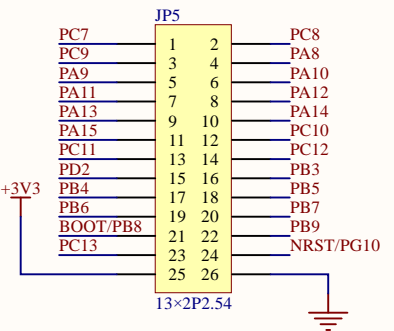 JP5
PC7 1 2 PC8
PC9 3 4 PA8
PA9 5 6 PA10
PA11 7 8 PA12
PA13 9 10 PA14
PA15 11 12 PC10
PC11 13 14 PC12
PD2 15 16 PB3
+3V3 PB4 17 18 PB5
PB6 19 20 PB7
BOOT/PB8 21 22 PB9
PC13 23 24 NRST/PG10
25 26
13×2P2.54